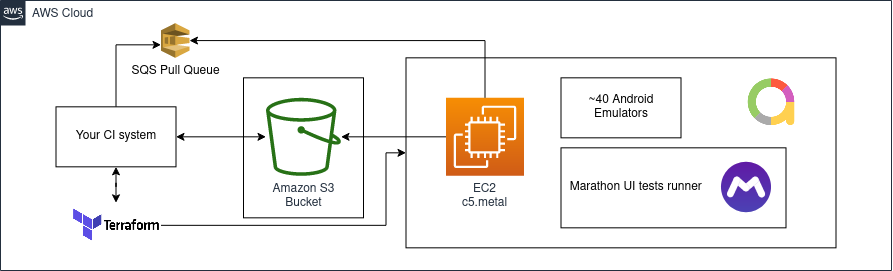 aws
AWS Cloud
SQS Pull Queue
Your CI system
Amazon S3
Bucket
EC2
c5.metal
~40 Android
Emulators
Marathon UI tests runner
Terraform